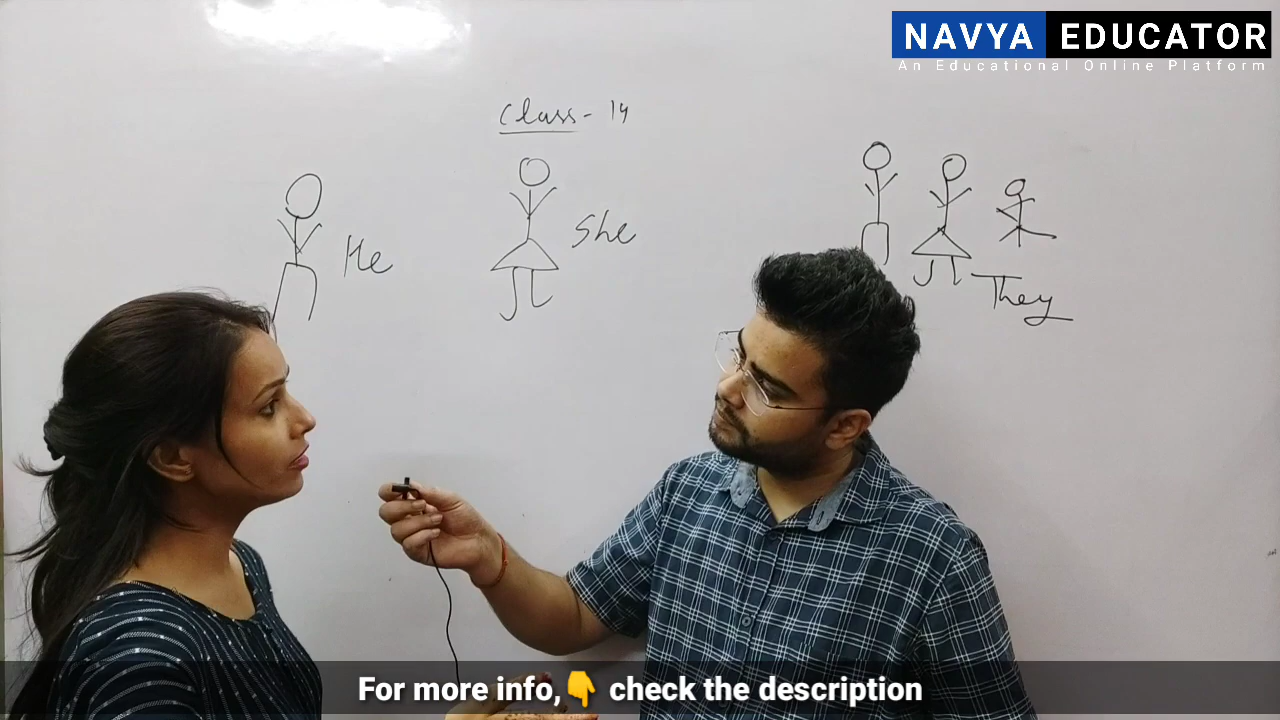 NAVYA EDUCATOR
An Educational Online Platform
Class - 14
He
She
They
For more info,👇 check the description